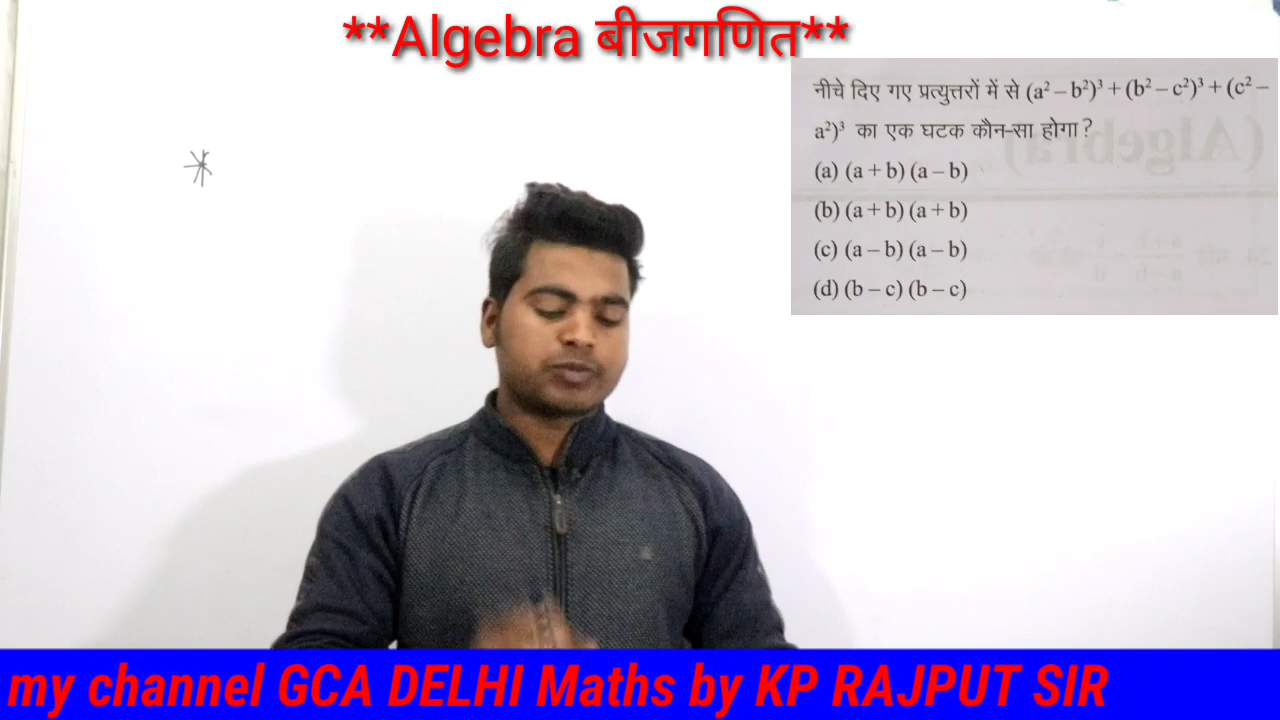 **Algebra बीजगणित**
नीचे दिए गए प्रत्युत्तरों में से (a² – b²)³ + (b² – c²)³ + (c² –
a²)³ का एक घटक कौन-सा होगा?
(a) (a + b) (a – b)
(b) (a + b) (a + b)
(c) (a – b) (a – b)
(d) (b – c) (b – c)
my channel GCA DELHI Maths by KP RAJPUT SIR